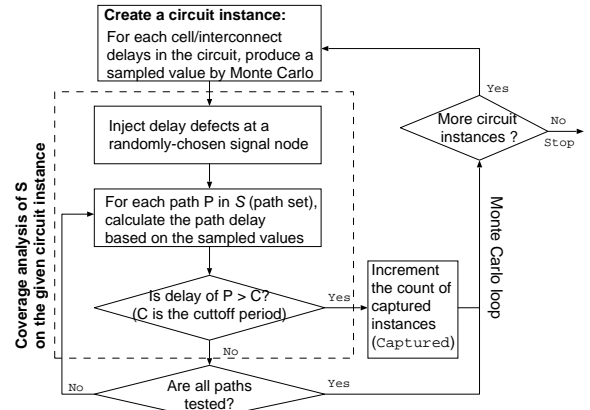 Create a circuit instance:
For each cell/interconnect
delays in the circuit, produce a
sampled value by Monte Carlo
Inject delay defects at a
randomly-chosen signal node
For each path P in S (path set),
calculate the path delay
based on the sampled values
Is delay of P > C?
(C is the cuttoff period)
Yes
No
Increment
the count of
captured
instances
(Captured)
Are all paths
tested?
No
Yes
More circuit
instances ?
Yes
No
Stop
Monte Carlo loop
Coverage analysis of S
on the given circuit instance